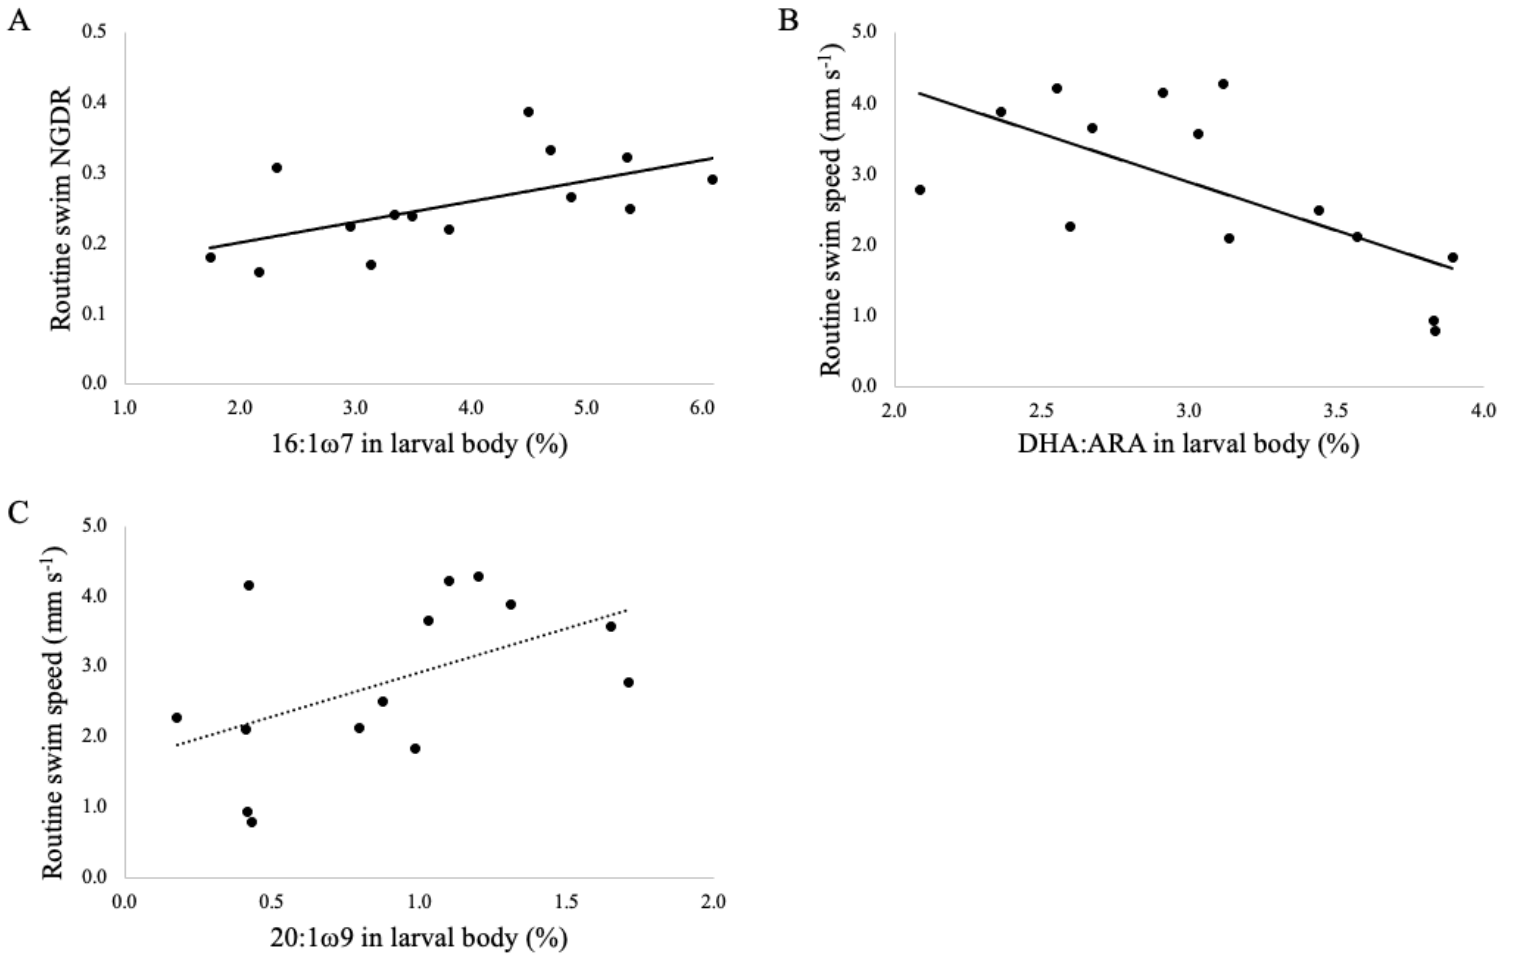 A
Routine swim NGDR
0.5
0.4
0.3
0.2
0.1
0.0
1.0 2.0 3.0 4.0 5.0 6.0
16:1ω7 in larval body (%)
B
Routine swim speed (mm s-1)
5.0
4.0
3.0
2.0
1.0
0.0
2.0 2.5 3.0 3.5 4.0
DHA:ARA in larval body (%)
C
Routine swim speed (mm s-1)
5.0
4.0
3.0
2.0
1.0
0.0
0.0 0.5 1.0 1.5 2.0
20:1ω9 in larval body (%)